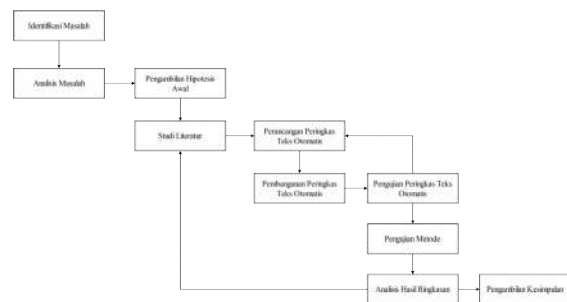 Identifikasi Masalah
Analisis Masalah
Pengambilan Hipotesis
Awal
Studi Literatur
Perancangan Peringkas
Teks Otomatis
Pembangunan Peringkas
Teks Otomatis
Pengujian Peringkas Teks
Otomatis
Pengujian Metode
Analisis Hasil Ringkasan
Pengambilan Kesimpulan